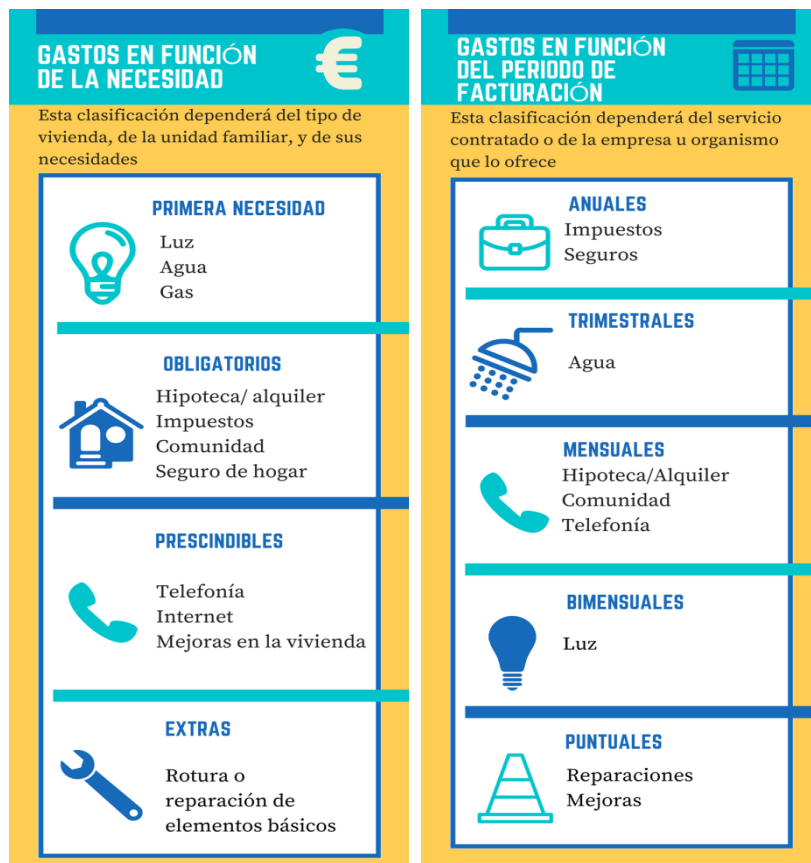 GASTOS EN FUNCIÓN
DE LA NECESIDAD
Esta clasificación dependerá del tipo de
vivienda, de la unidad familiar, y de sus
necesidades
PRIMERA NECESIDAD
Luz
Agua
Gas
OBLIGATORIOS
Hipoteca/ alquiler
Impuestos
Comunidad
Seguro de hogar
PRESCINDIBLES
Telefonía
Internet
Mejoras en la vivienda
EXTRAS
Rotura o
reparación de
elementos básicos
GASTOS EN FUNCIÓN
DEL PERIODO DE
FACTURACIÓN
Esta clasificación dependerá del servicio
contratado o de la empresa u organismo
que lo ofrece
ANUALES
Impuestos
Seguros
TRIMESTRALES
Agua
MENSUALES
Hipoteca/Alquiler
Comunidad
Telefonía
BIMENSUALES
Luz
PUNTUALES
Reparaciones
Mejoras